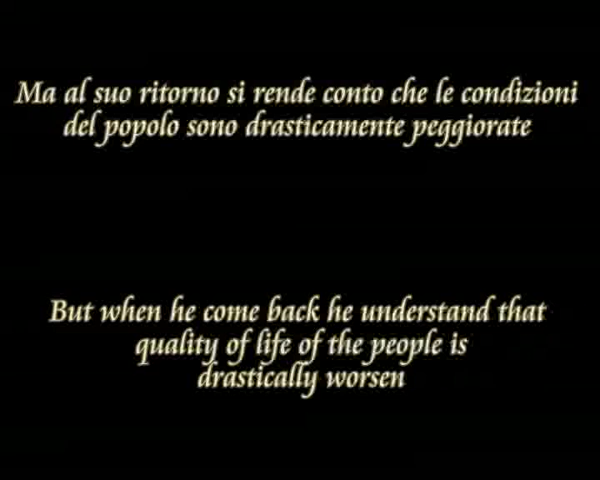 Ma al suo ritorno si rende conto che le condizioni
del popolo sono drasticamente peggiorate
But when he come back he understand that
quality of life of the people is
drastically worsen